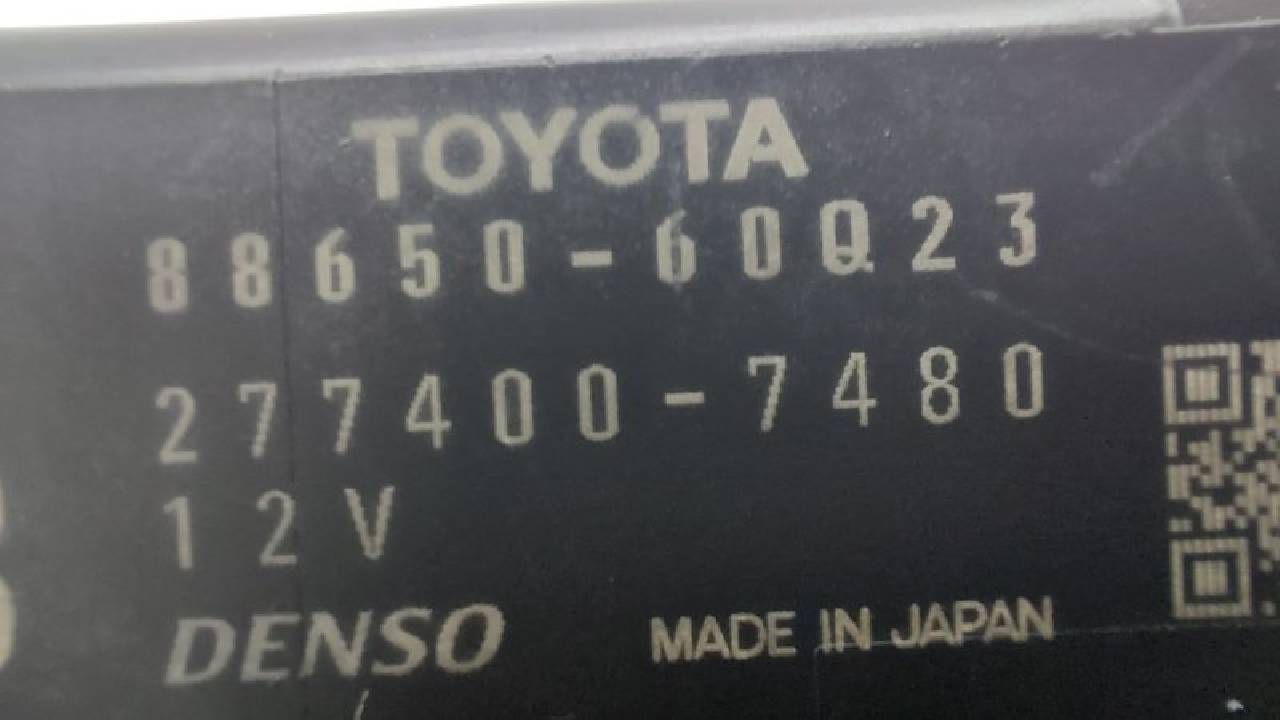 TOYOTA
88650-60Q23
277400-7480
12V
DENSO
MADE IN JAPAN